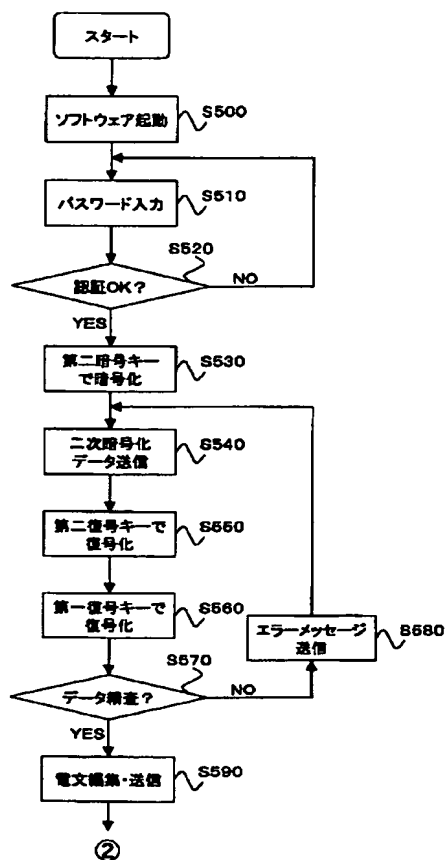 スタート
ソフトウェア起動
S500
パスワード入力
S510
S520
認証OK?
NO
YES
第二暗号キー
で暗号化
S530
二次暗号化
データ送信
S540
第二復号キーで
復号化
S550
第一復号キーで
復号化
S560
エラーメッセージ
送信
S580
S570
データ精査?
NO
YES
電文編集・送信
S590
②